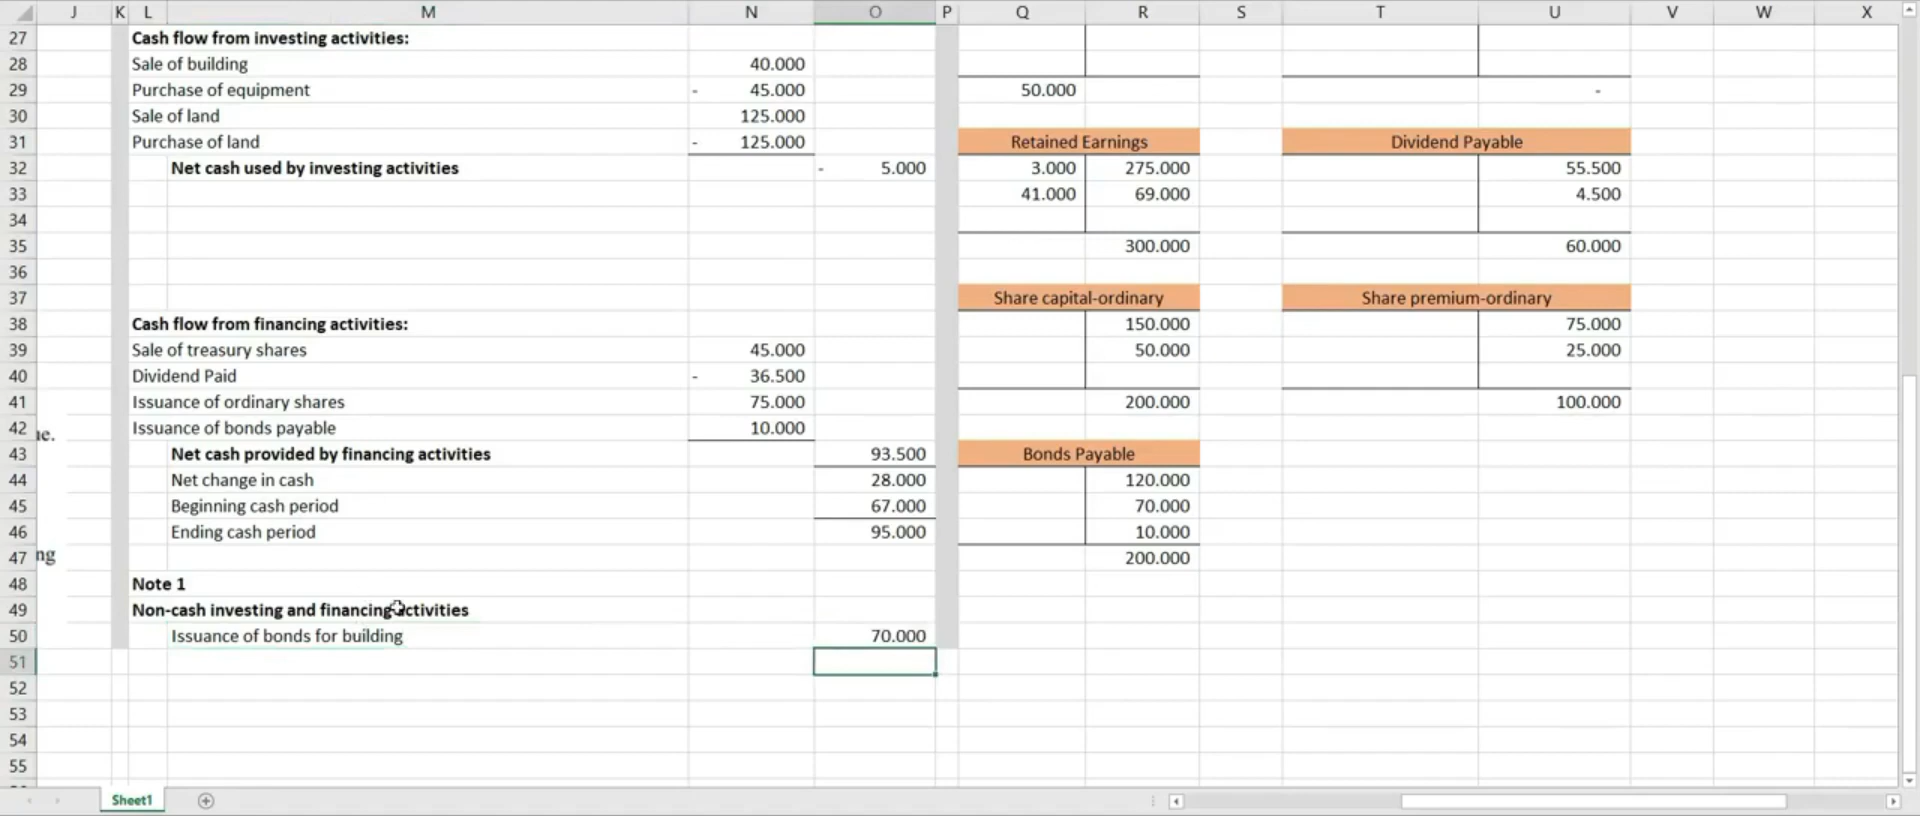 J K L M N O P Q R S T U V W X
27 Cash flow from investing activities:
28 Sale of building 40.000
29 Purchase of equipment - 45.000 50.000 -
30 Sale of land 125.000
31 Purchase of land - 125.000 Retained Earnings Dividend Payable
32 Net cash used by investing activities - 5.000 3.000 275.000 55.500
33 41.000 69.000 4.500
34
35 300.000 60.000
36
37 Share capital-ordinary Share premium-ordinary
38 Cash flow from financing activities: 150.000 75.000
39 Sale of treasury shares 45.000 50.000 25.000
40 Dividend Paid - 36.500
41 Issuance of ordinary shares 75.000 200.000 100.000
42 ie. Issuance of bonds payable 10.000
43 Net cash provided by financing activities 93.500 Bonds Payable
44 Net change in cash 28.000 120.000
45 Beginning cash period 67.000 70.000
46 Ending cash period 95.000 10.000
47 ng 200.000
48 Note 1
49 Non-cash investing and financing activities
50 Issuance of bonds for building 70.000
51
52
53
54
55
Sheet1